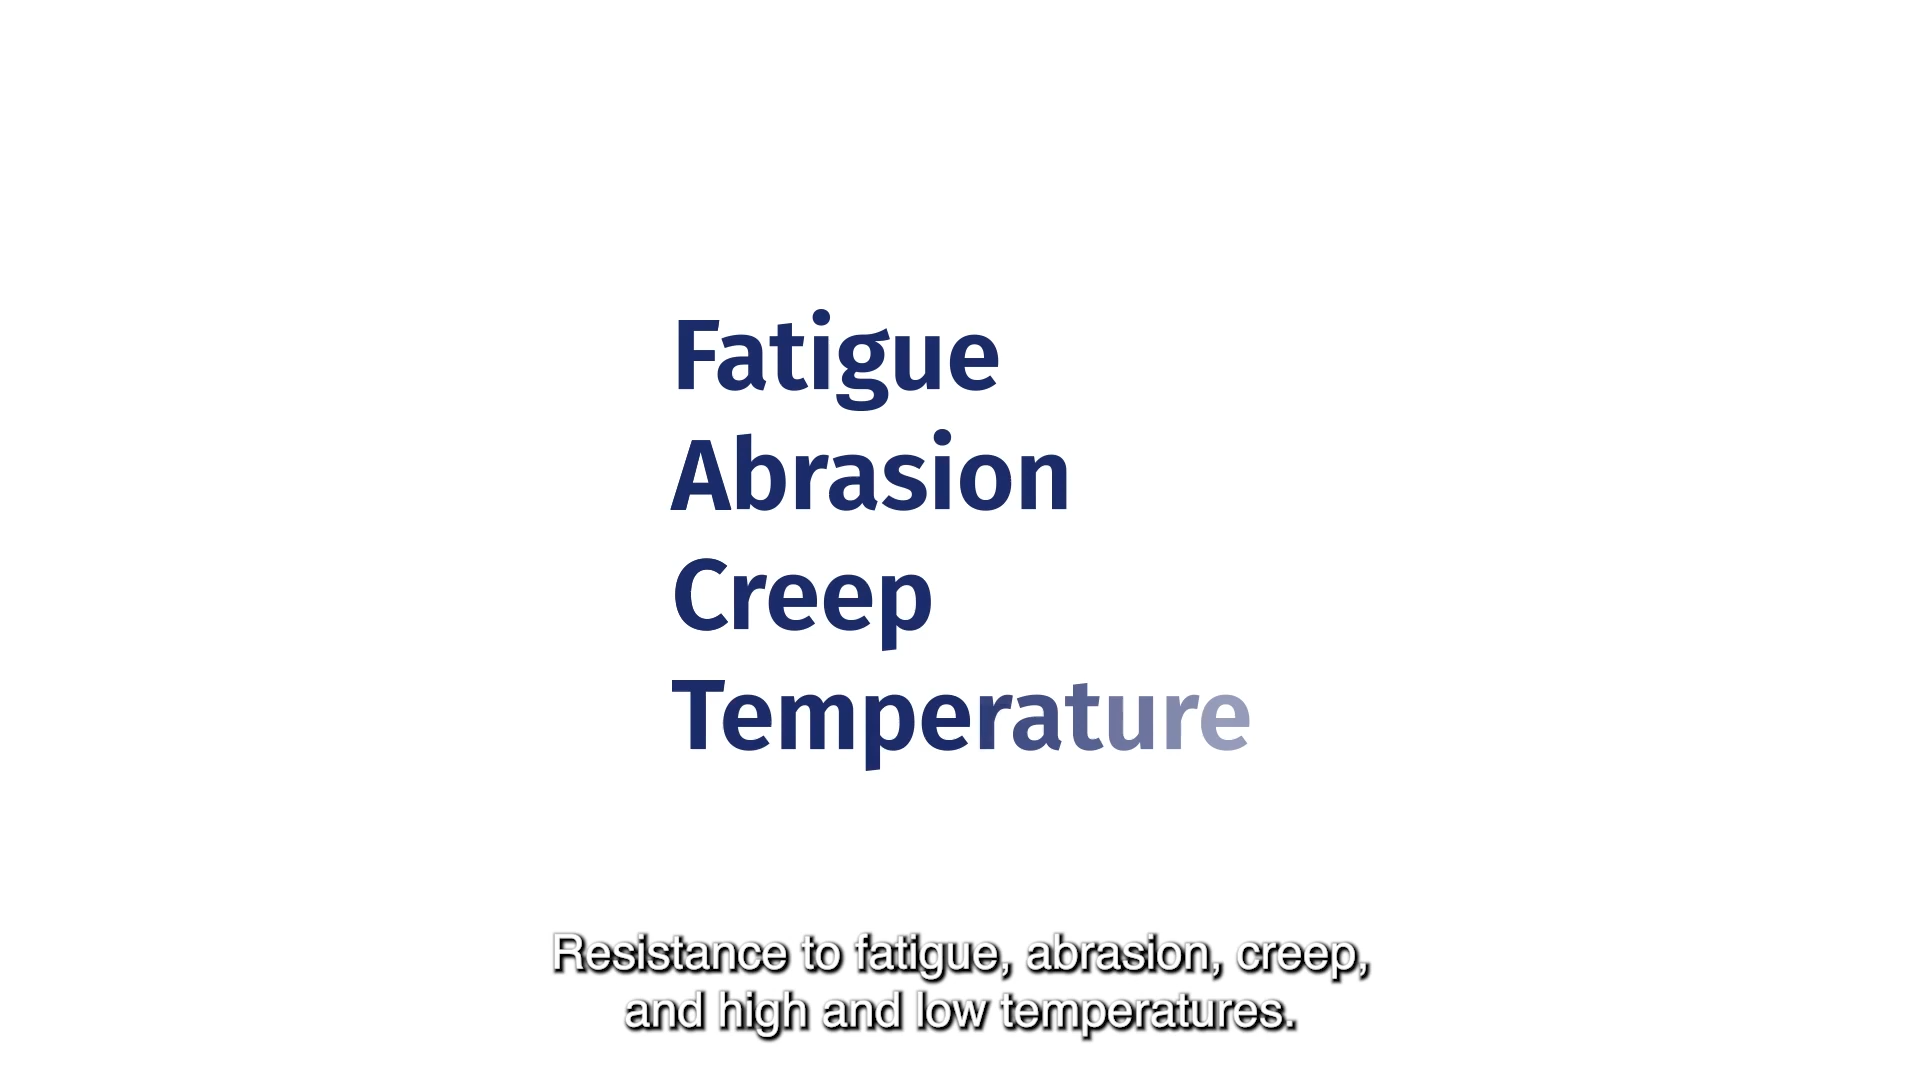 Fatigue
Abrasion
Creep
Temperature
Resistance to fatigue, abrasion, creep,
and high and low temperatures.